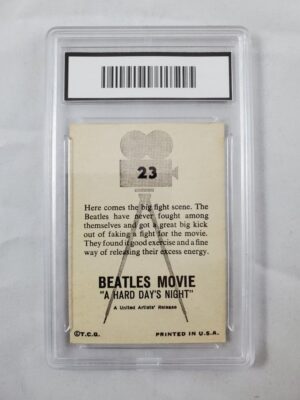 23
Here comes the big fight scene. The
Beatles have never fought among
themselves and got a great big kick
out of faking a fight for the movie.
They found it good exercise and a fine
way of releasing their excess energy.
BEATLES MOVIE
"A HARD DAY'S NIGHT"
A United Artists' Release
©T.C.G.
PRINTED IN U.S.A.